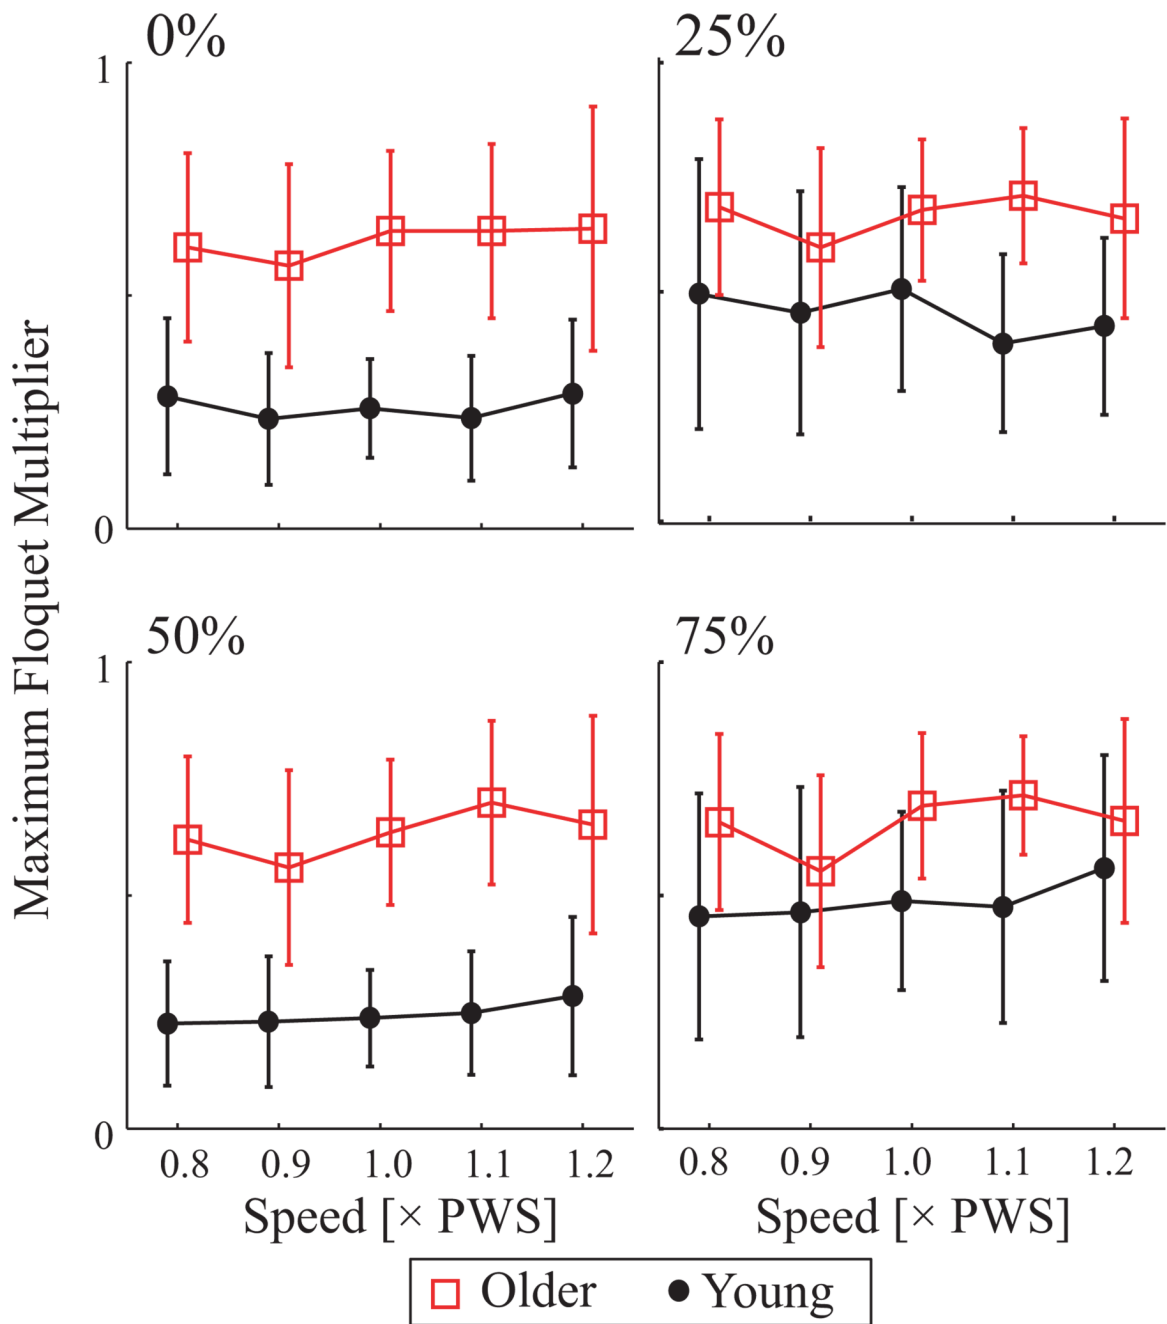 0%
25%
1
0
50%
75%
1
0
Maximum Floquet Multiplier
0.8 0.9 1.0 1.1 1.2
0.8 0.9 1.0 1.1 1.2
Speed [× PWS]
Speed [× PWS]
Older Young